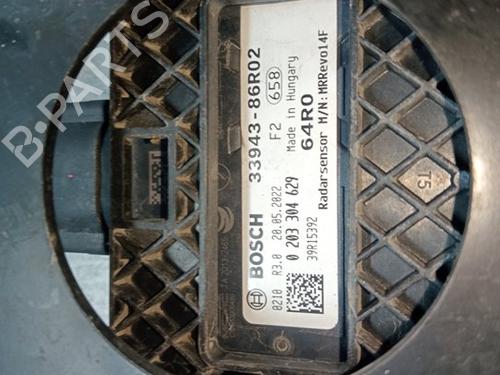 BOSCH 33943-86R02
0210 R3.0 20.05.2022 F2 658
0 203 304 629 Made in Hungary
39R15392 64R0
Radarsensor M/N:MRRevo14F
T5
B-PARTS